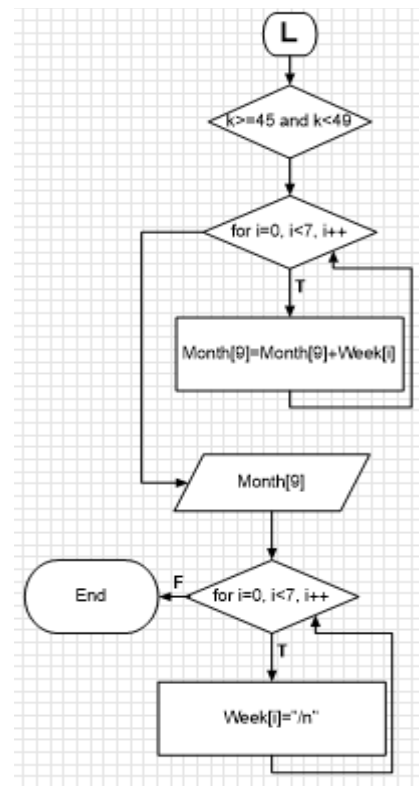 L
k>=45 and k<49
for i=0, i<7, i++
T
Month[9]=Month[9]+Week[i]
Month[9]
End
F
for i=0, i<7, i++
T
Week[i]="/n"